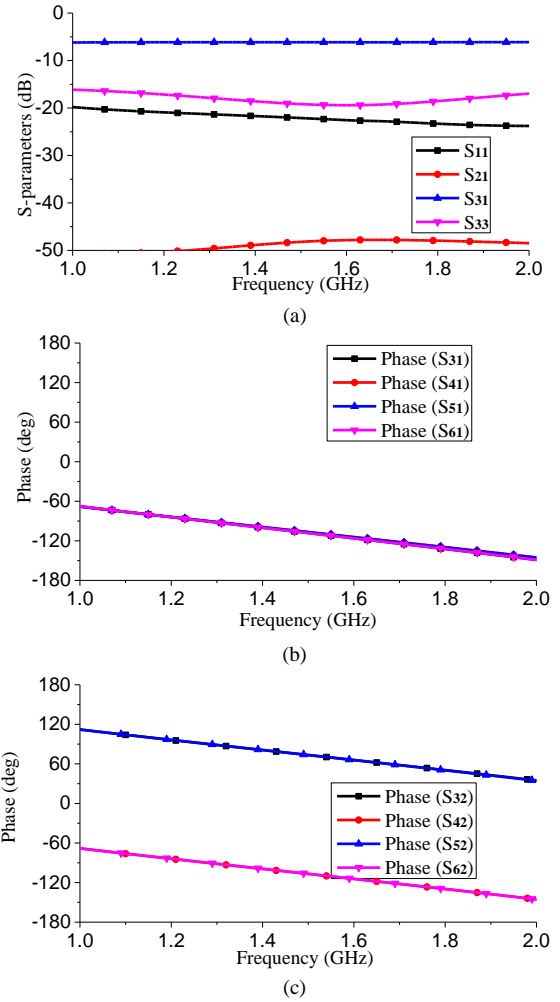 0
-10
-20
-30
-40
-50
S-parameters (dB)
S11
S21
S31
S33
1.0 1.2 1.4 1.6 1.8 2.0
Frequency (GHz)
(a)
180
120
60
0
-60
-120
-180
Phase (deg)
Phase (S31)
Phase (S41)
Phase (S51)
Phase (S61)
1.0 1.2 1.4 1.6 1.8 2.0
Frequency (GHz)
(b)
180
120
60
0
-60
-120
-180
Phase (deg)
Phase (S32)
Phase (S42)
Phase (S52)
Phase (S62)
1.0 1.2 1.4 1.6 1.8 2.0
Frequency (GHz)
(c)